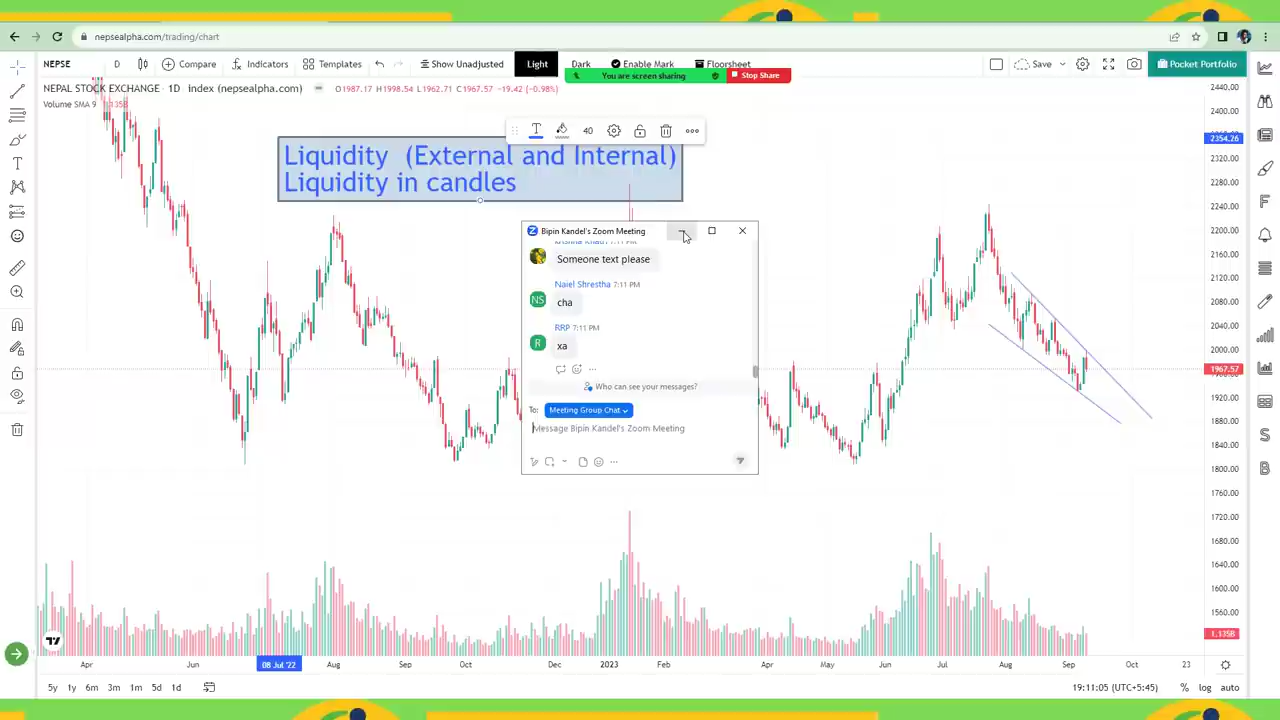 nepsealpha.com/trading/chart
NEPSE D Compare Indicators Templates Show Unadjusted Light Dark Enable Mark Floorsheet Save Pocket Portfolio
You are screen sharing Stop Share
NEPAL STOCK EXCHANGE · 1D index (nepsealpha.com) O1987.17 H1998.54 L1962.71 C1967.57 -19.42 (-0.98%)
Volume SMA 9 1.135B
40
Liquidity (External and Internal)
Liquidity in candles
Bipin Kandel's Zoom Meeting
7:11 PM
Someone text please
Naiel Shrestha 7:11 PM
NS cha
RRP 7:11 PM
R xa
Who can see your messages?
To: Meeting Group Chat
Message Bipin Kandel's Zoom Meeting
2440.00
2354.26
2320.00
2280.00
2240.00
2200.00
2160.00
2120.00
2080.00
2040.00
2000.00
1967.57
1920.00
1880.00
1840.00
1800.00
1760.00
1720.00
1680.00
1640.00
1600.00
1560.00
1.135B
Apr Jun 08 Jul '22 Aug Sep Oct Dec 2023 Feb Apr May Jun Jul Aug Sep Oct 23
5y 1y 6m 3m 1m 5d 1d 19:11:05 (UTC+5:45) % log auto